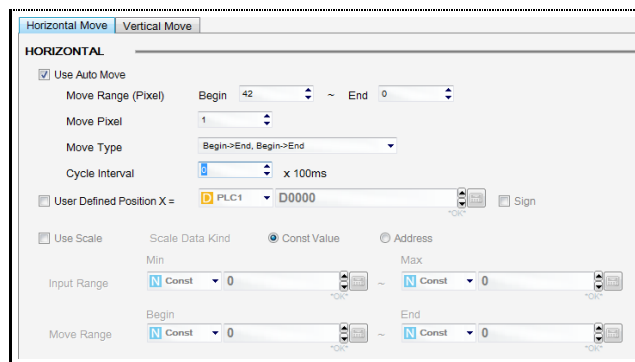 Horizontal Move Vertical Move
HORIZONTAL
Use Auto Move
Move Range (Pixel) Begin 42 ~ End 0
Move Pixel 1
Move Type Begin->End, Begin->End
Cycle Interval 0 x 100ms
User Defined Position X = D PLC1 D0000 Sign
*OK*
Use Scale Scale Data Kind Const Value Address
Min Max
Input Range N Const 0 ~ N Const 0
*OK* *OK*
Begin End
Move Range N Const 0 ~ N Const 0
*OK* *OK*